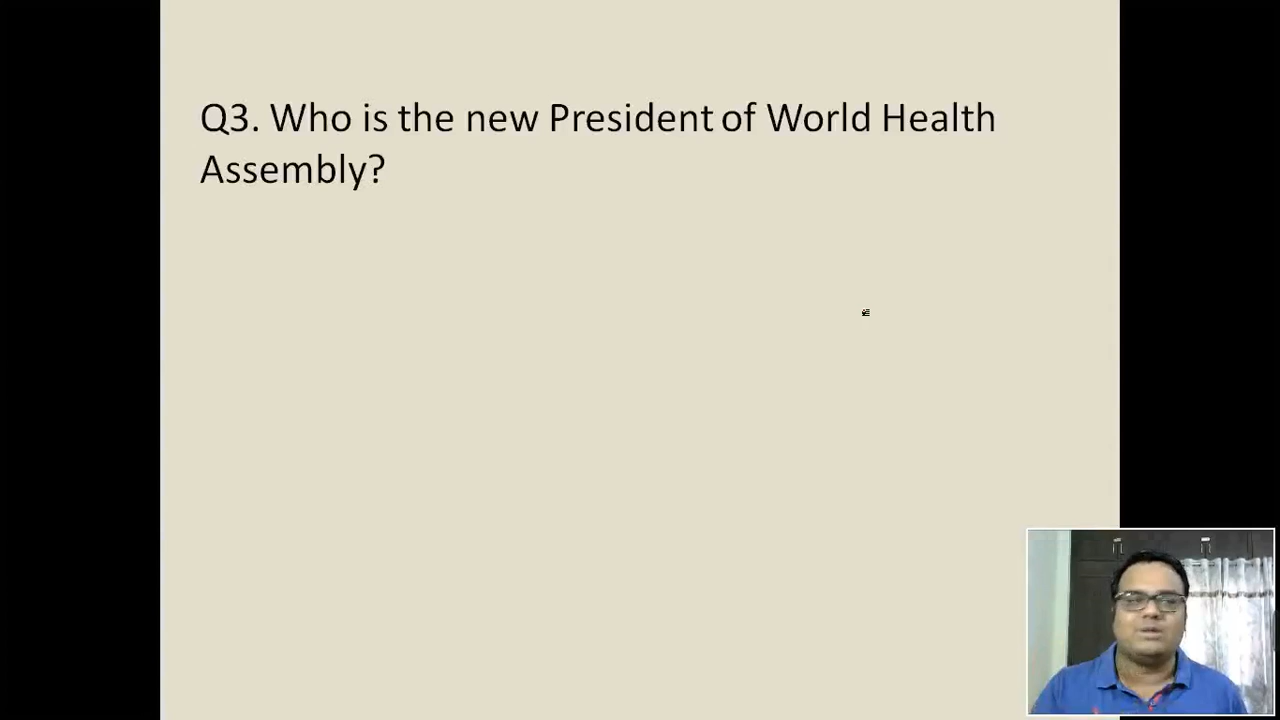 Q3. Who is the new President of World Health
Assembly?